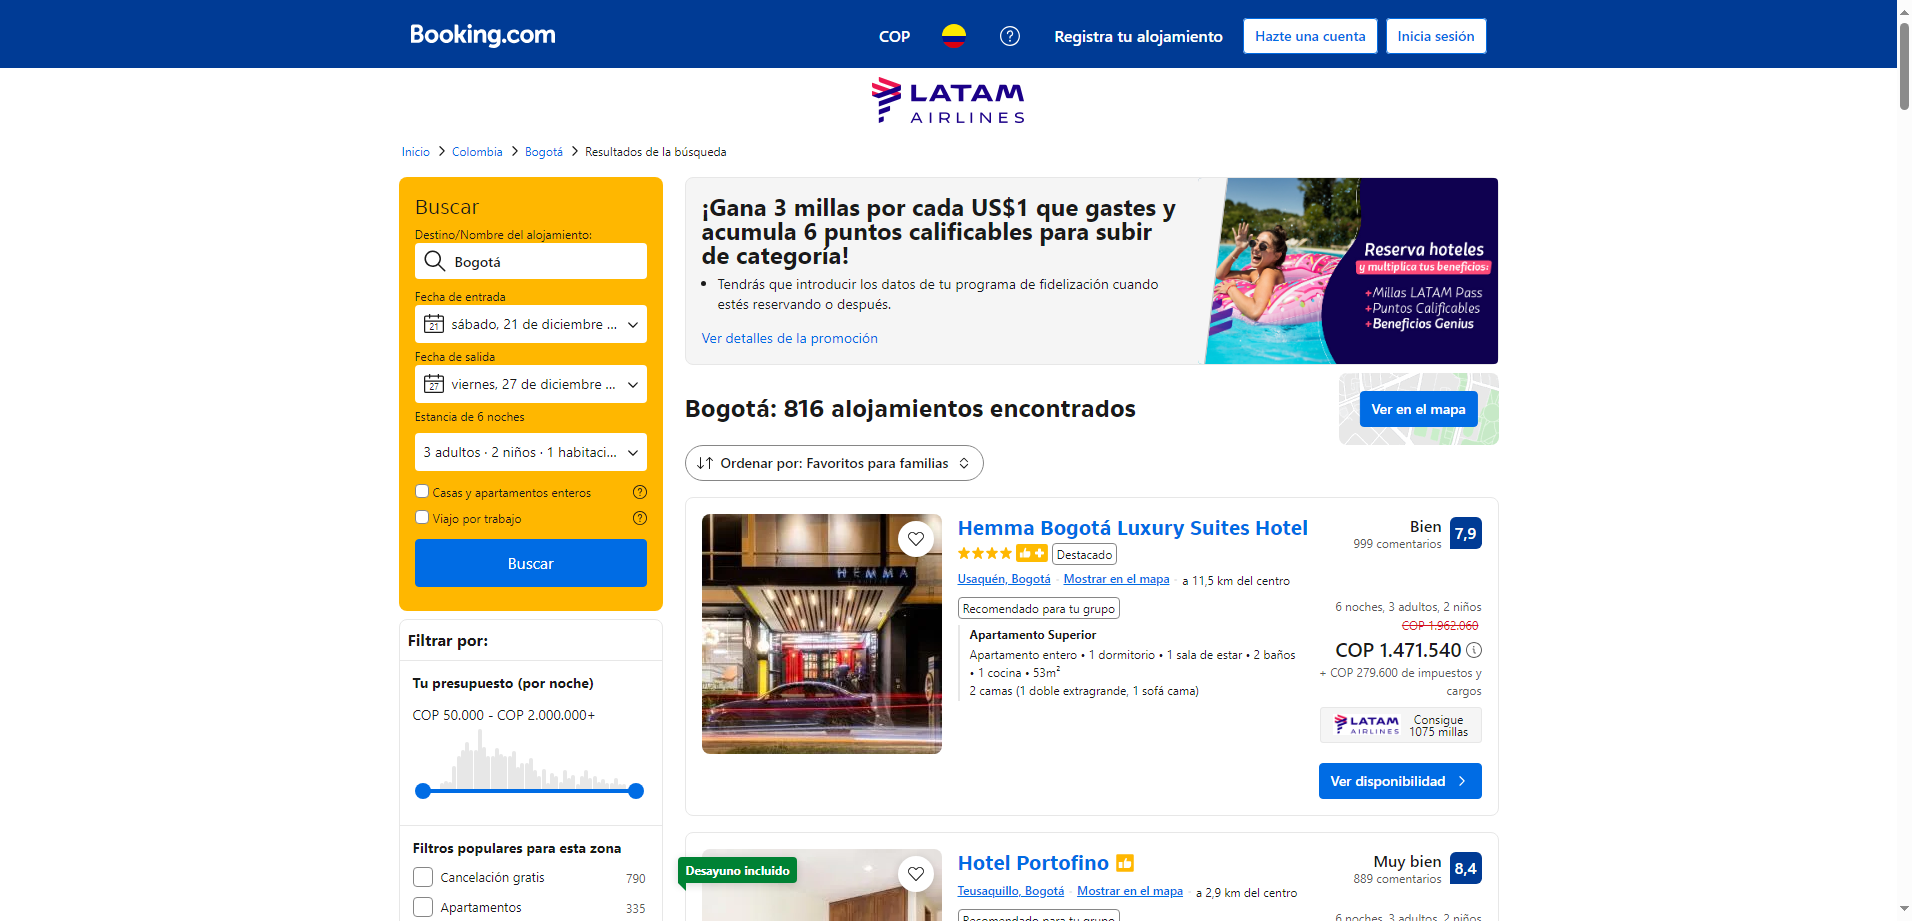 Booking.com
COP
Registra tu alojamiento
Hazte una cuenta
Inicia sesión
LATAM
AIRLINES
Inicio > Colombia > Bogotá > Resultados de la búsqueda
Buscar
Destino/Nombre del alojamiento:
Bogotá
Fecha de entrada
21
sábado, 21 de diciembre ...
Fecha de salida
27
viernes, 27 de diciembre ...
Estancia de 6 noches
3 adultos · 2 niños · 1 habitaci...
Casas y apartamentos enteros
Viajo por trabajo
Buscar
Filtrar por:
Tu presupuesto (por noche)
COP 50.000 - COP 2.000.000+
Filtros populares para esta zona
Cancelación gratis 790
Apartamentos 335
¡Gana 3 millas por cada US$1 que gastes y
acumula 6 puntos calificables para subir
de categoría!
• Tendrás que introducir los datos de tu programa de fidelización cuando
estés reservando o después.
Ver detalles de la promoción
Reserva hoteles
y multiplica tus beneficios:
+Millas LATAM Pass
+Puntos Calificables
+Beneficios Genius
Bogotá: 816 alojamientos encontrados
Ver en el mapa
Ordenar por: Favoritos para familias
HEMMA
Hemma Bogotá Luxury Suites Hotel
Destacado
Usaquén, Bogotá · Mostrar en el mapa · a 11,5 km del centro
Recomendado para tu grupo
Apartamento Superior
Apartamento entero • 1 dormitorio • 1 sala de estar • 2 baños
• 1 cocina • 53m²
2 camas (1 doble extragrande, 1 sofá cama)
Bien
999 comentarios
7,9
6 noches, 3 adultos, 2 niños
COP 1.962.060
COP 1.471.540
+ COP 279.600 de impuestos y
cargos
LATAM
AIRLINES
Consigue
1075 millas
Ver disponibilidad
Desayuno incluido
Hotel Portofino
Teusaquillo, Bogotá · Mostrar en el mapa · a 2,9 km del centro
Recomendado para tu grupo
Muy bien
889 comentarios
8,4
6 noches, 3 adultos, 2 niños